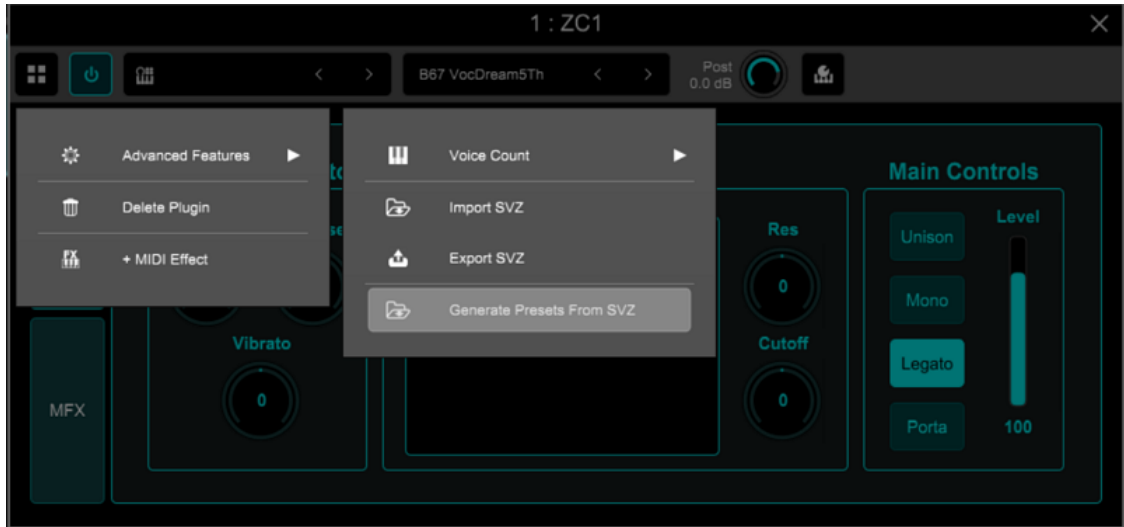 1 : ZC1
B67 VocDream5Th
Post
0.0 dB
Advanced Features
Delete Plugin
+ MIDI Effect
Voice Count
Import SVZ
Export SVZ
Generate Presets From SVZ
Vibrato
0
MFX
Res
0
Cutoff
0
Main Controls
Unison
Mono
Legato
Porta
Level
100